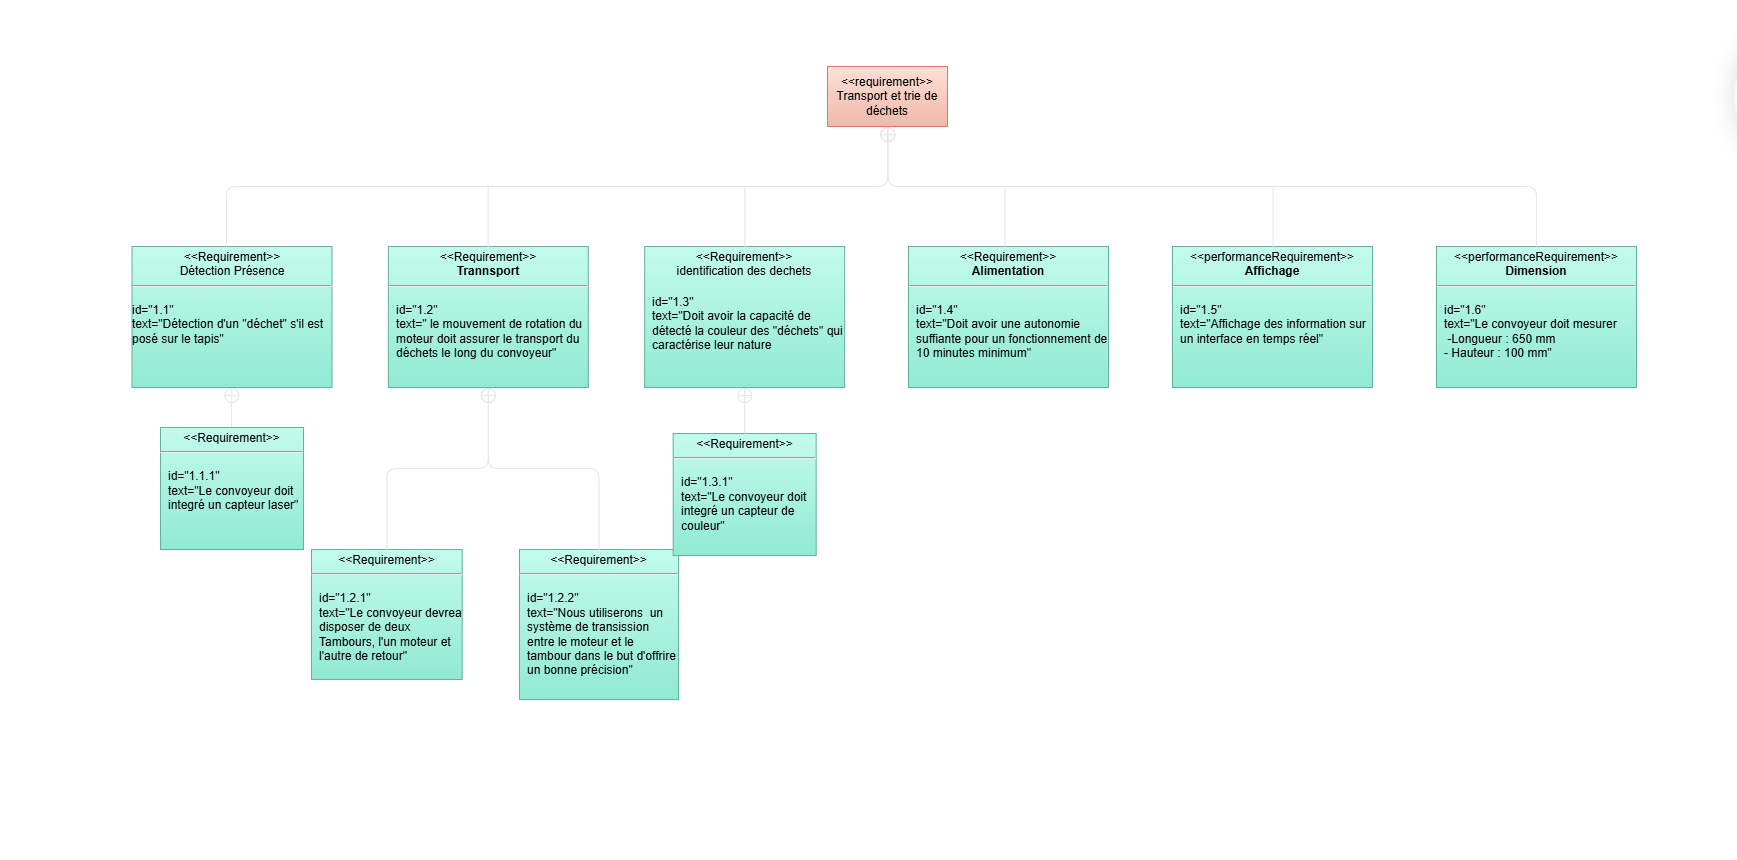 <<requirement>>
Transport et trie de
déchets
<<Requirement>>
Détection Présence
id="1.1"
text="Détection d'un "déchet" s'il est
posé sur le tapis"
<<Requirement>>
Trannsport
id="1.2"
text=" le mouvement de rotation du
moteur doit assurer le transport du
déchets le long du convoyeur"
<<Requirement>>
identification des dechets
id="1.3"
text="Doit avoir la capacité de
détecté la couleur des "déchets" qui
caractérise leur nature
<<Requirement>>
Alimentation
id="1.4"
text="Doit avoir une autonomie
suffiante pour un fonctionnement de
10 minutes minimum"
<<performanceRequirement>>
Affichage
id="1.5"
text="Affichage des information sur
un interface en temps réel"
<<performanceRequirement>>
Dimension
id="1.6"
text="Le convoyeur doit mesurer
-Longueur : 650 mm
- Hauteur : 100 mm"
<<Requirement>>
id="1.1.1"
text="Le convoyeur doit
integré un capteur laser"
<<Requirement>>
id="1.2.1"
text="Le convoyeur devrea
disposer de deux
Tambours, l'un moteur et
l'autre de retour"
<<Requirement>>
id="1.2.2"
text="Nous utiliserons  un
système de transission
entre le moteur et le
tambour dans le but d'offrire
un bonne précision"
<<Requirement>>
id="1.3.1"
text="Le convoyeur doit
integré un capteur de
couleur"